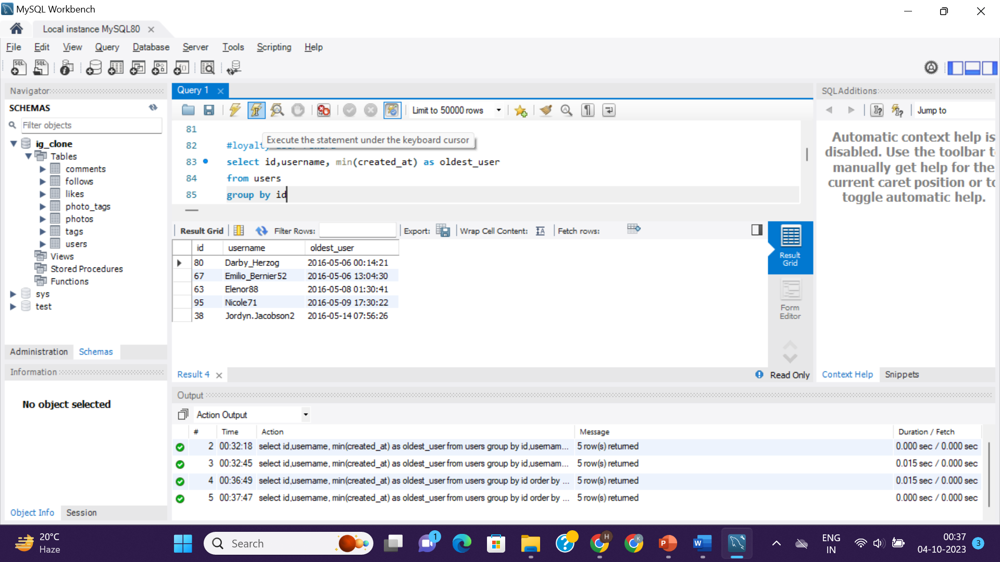 MySQL Workbench
Local instance MySQL80
File Edit View Query Database Server Tools Scripting Help
Navigator
SCHEMAS
Filter objects
ig_clone
Tables
comments
follows
likes
photo_tags
photos
tags
users
Views
Stored Procedures
Functions
sys
test
Administration Schemas
Information
No object selected
Object Info Session
Query 1
Limit to 50000 rows
81
82 #loyalty
Execute the statement under the keyboard cursor
83 select id,username, min(created_at) as oldest_user
84 from users
85 group by id
Result Grid Filter Rows: Export: Wrap Cell Content: Fetch rows:
id username oldest_user
80 Darby_Herzog 2016-05-06 00:14:21
67 Emilio_Bernier52 2016-05-06 13:04:30
63 Elenor88 2016-05-08 01:30:41
95 Nicole71 2016-05-09 17:30:22
38 Jordyn.Jacobson2 2016-05-14 07:56:26
Result
Grid
Form
Editor
Result 4 Read Only
SQLAdditions
Jump to
Automatic context help is
disabled. Use the toolbar t
manually get help for the
current caret position or to
toggle automatic help.
Context Help Snippets
Output
Action Output
# Time Action Message Duration / Fetch
2 00:32:18 select id,username, min(created_at) as oldest_user from users group by id,usernam... 5 row(s) returned 0.000 sec / 0.000 sec
3 00:32:45 select id,username, min(created_at) as oldest_user from users group by id,usernam... 5 row(s) returned 0.015 sec / 0.000 sec
4 00:36:49 select id,username, min(created_at) as oldest_user from users group by id order by ... 5 row(s) returned 0.015 sec / 0.000 sec
5 00:37:47 select id,username, min(created_at) as oldest_user from users group by id order by ... 5 row(s) returned 0.000 sec / 0.000 sec
20°C
Haze
Search
1
H
K
P
W
ENG
IN
00:37
04-10-2023
3